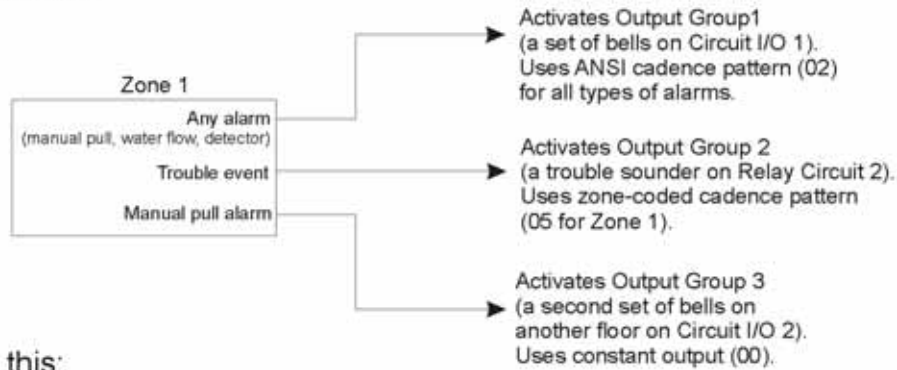 Zone 1
Any alarm
(manual pull, water flow, detector)
Trouble event
Manual pull alarm
Activates Output Group1
(a set of bells on Circuit I/O 1).
Uses ANSI cadence pattern (02)
for all types of alarms.
Activates Output Group 2
(a trouble sounder on Relay Circuit 2).
Uses zone-coded cadence pattern
(05 for Zone 1).
Activates Output Group 3
(a second set of bells on
another floor on Circuit I/O 2).
Uses constant output (00).
this: